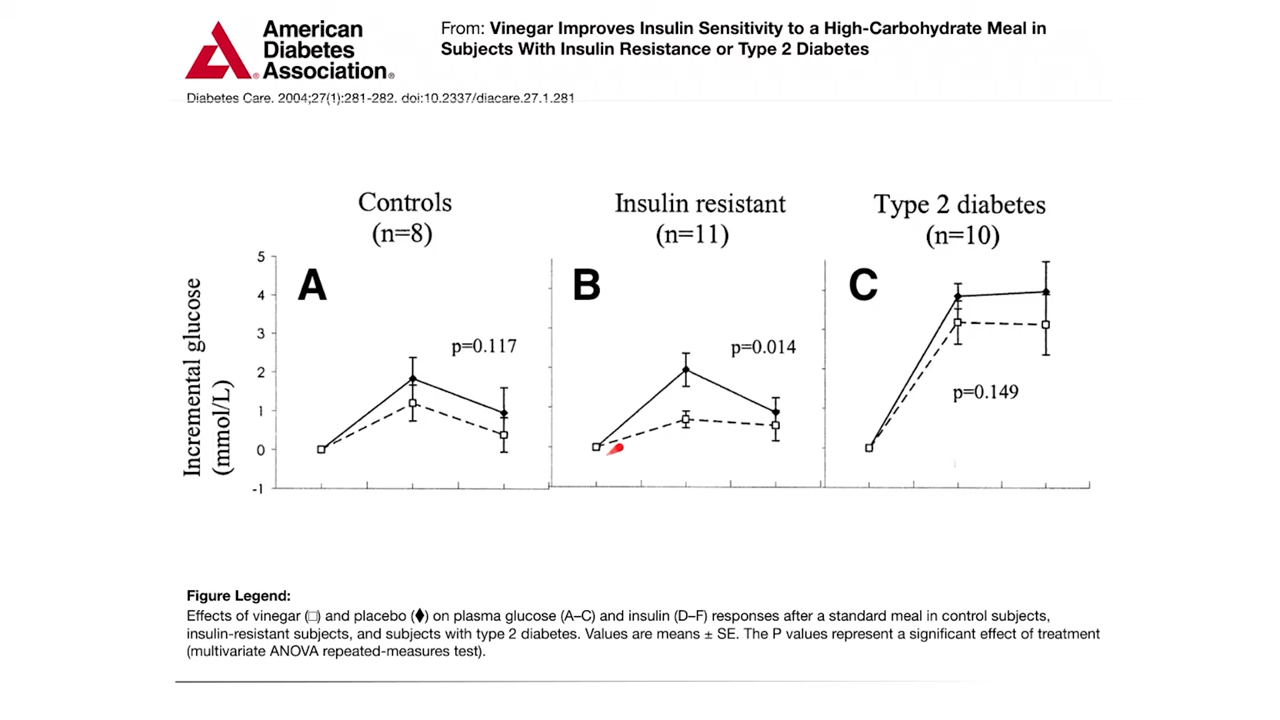 American
Diabetes
Association®
From: Vinegar Improves Insulin Sensitivity to a High-Carbohydrate Meal in
Subjects With Insulin Resistance or Type 2 Diabetes
Diabetes Care. 2004;27(1):281-282. doi:10.2337/diacare.27.1.281
Controls
(n=8)
Insulin resistant
(n=11)
Type 2 diabetes
(n=10)
Incremental glucose
(mmol/L)
5
4
3
2
1
0
-1
A
p=0.117
B
p=0.014
C
p=0.149
Figure Legend:
Effects of vinegar (□) and placebo (♦) on plasma glucose (A–C) and insulin (D–F) responses after a standard meal in control subjects,
insulin-resistant subjects, and subjects with type 2 diabetes. Values are means ± SE. The P values represent a significant effect of treatment
(multivariate ANOVA repeated-measures test).